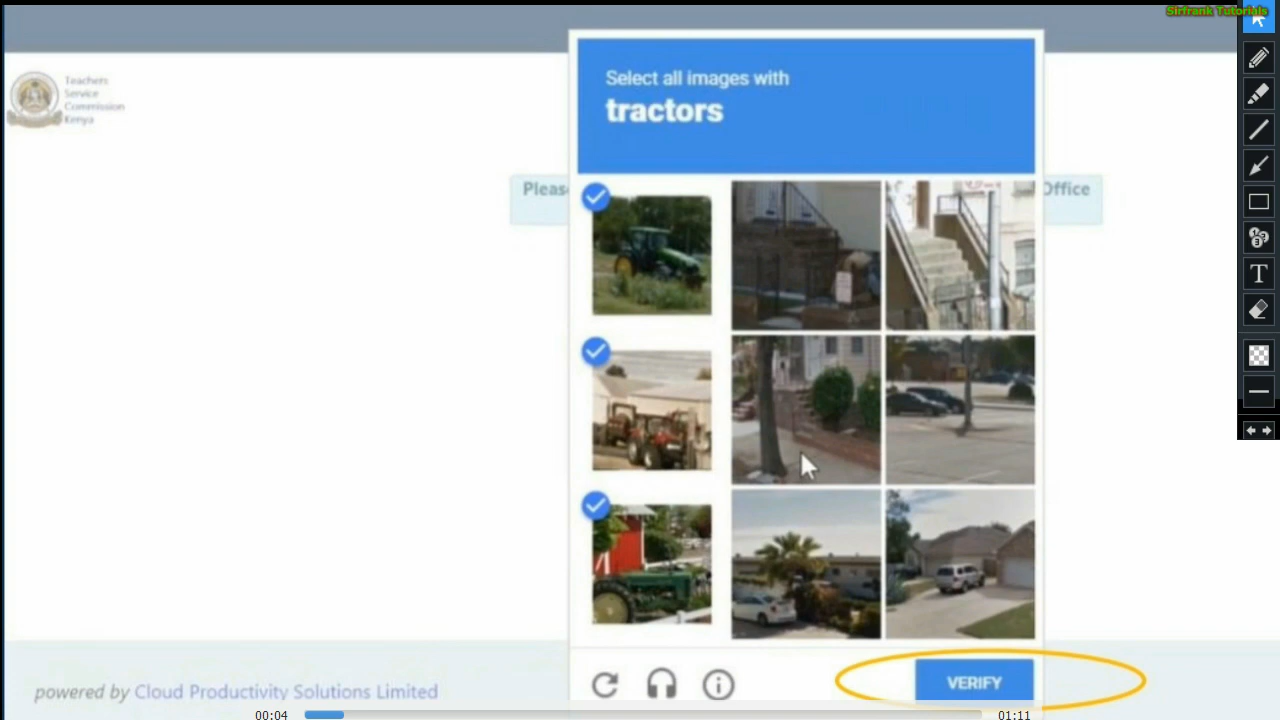 Sirfrank Tutorials
Select all images with
tractors
Teachers
Service
Commission
Kenya
Pleas
Office
VERIFY
powered by Cloud Productivity Solutions Limited
00:04
01:11